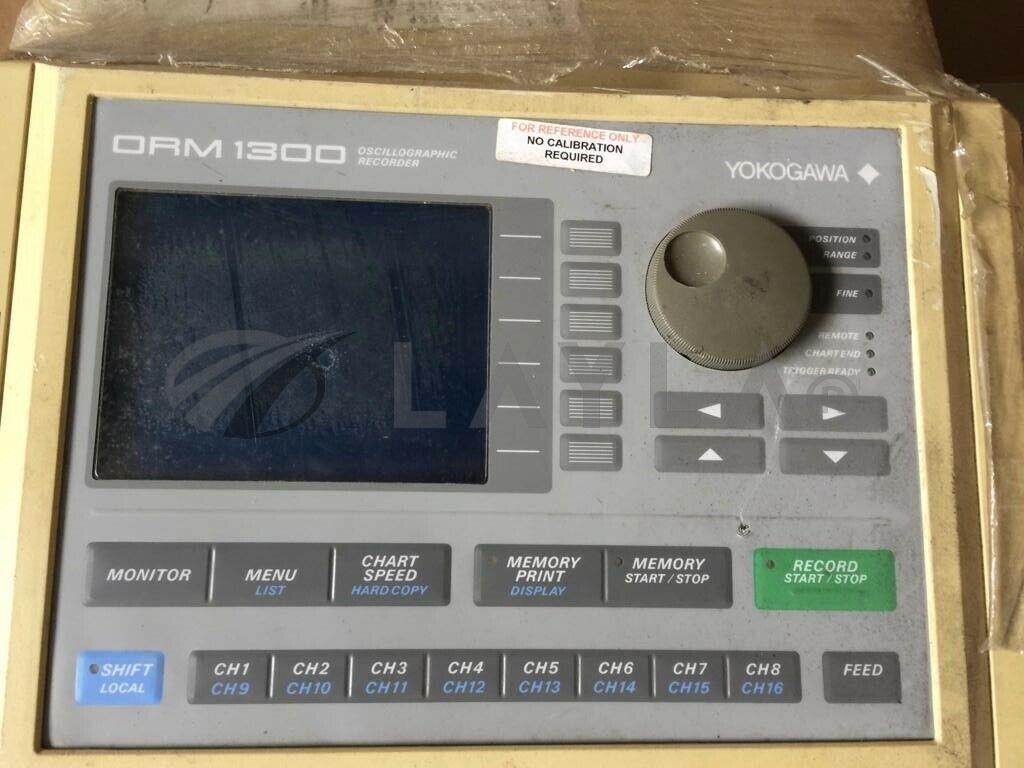 FOR REFERENCE ONLY
NO CALIBRATION
REQUIRED
ORM 1300
OSCILLOGRAPHIC
RECORDER
YOKOGAWA
POSITION
RANGE
FINE
REMOTE
CHART END
TRIGGER READY
LAYLA
MONITOR
MENU
LIST
CHART
SPEED
HARD COPY
MEMORY
PRINT
DISPLAY
MEMORY
START / STOP
RECORD
START / STOP
SHIFT
LOCAL
CH1
CH9
CH2
CH10
CH3
CH11
CH4
CH12
CH5
CH13
CH6
CH14
CH7
CH15
CH8
CH16
FEED